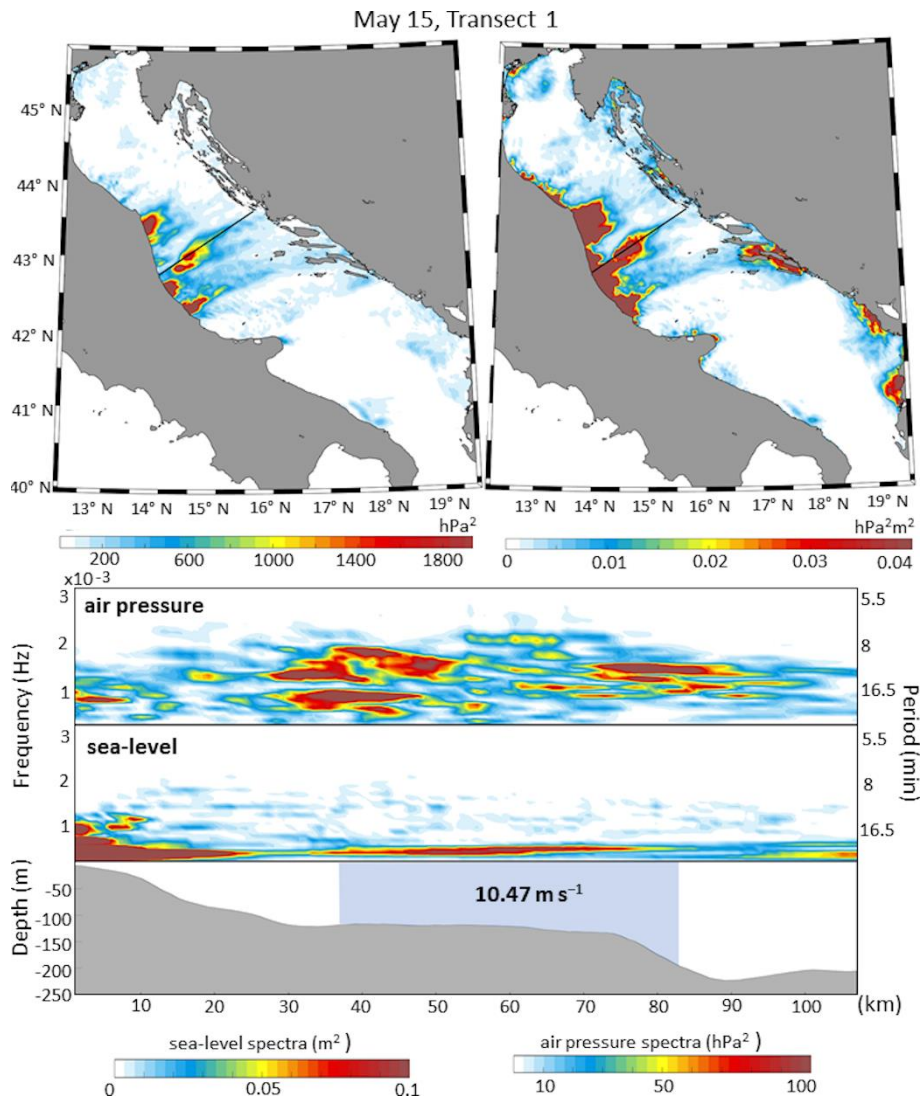 May 15, Transect 1
45° N
44° N
43° N
42° N
41° N
40° N
13° N 14° N 15° N 16° N 17° N 18° N 19° N
13° N 14° N 15° N 16° N 17° N 18° N 19° N
hPa² hPa²m²
200 600 1000 1400 1800
0 0.01 0.02 0.03 0.04
x10⁻³
3 air pressure 5.5
2 8
1 16.5
Frequency (Hz)
Period (min)
3 sea-level 5.5
2 8
1 16.5
Depth (m)
-50
-100
-150
-200
-250
10.47 m s⁻¹
10 20 30 40 50 60 70 80 90 100 (km)
sea-level spectra (m²) air pressure spectra (hPa²)
0 0.05 0.1
10 50 100